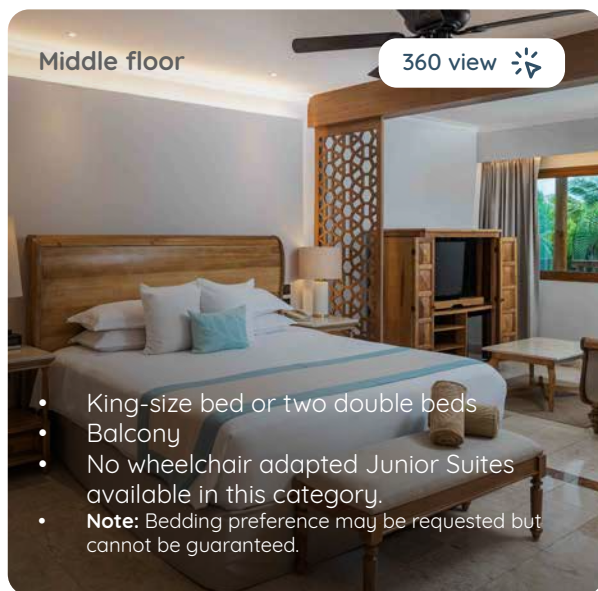 Middle floor
360 view
• King-size bed or two double beds
• Balcony
• No wheelchair adapted Junior Suites
available in this category.
• Note: Bedding preference may be requested but
cannot be guaranteed.